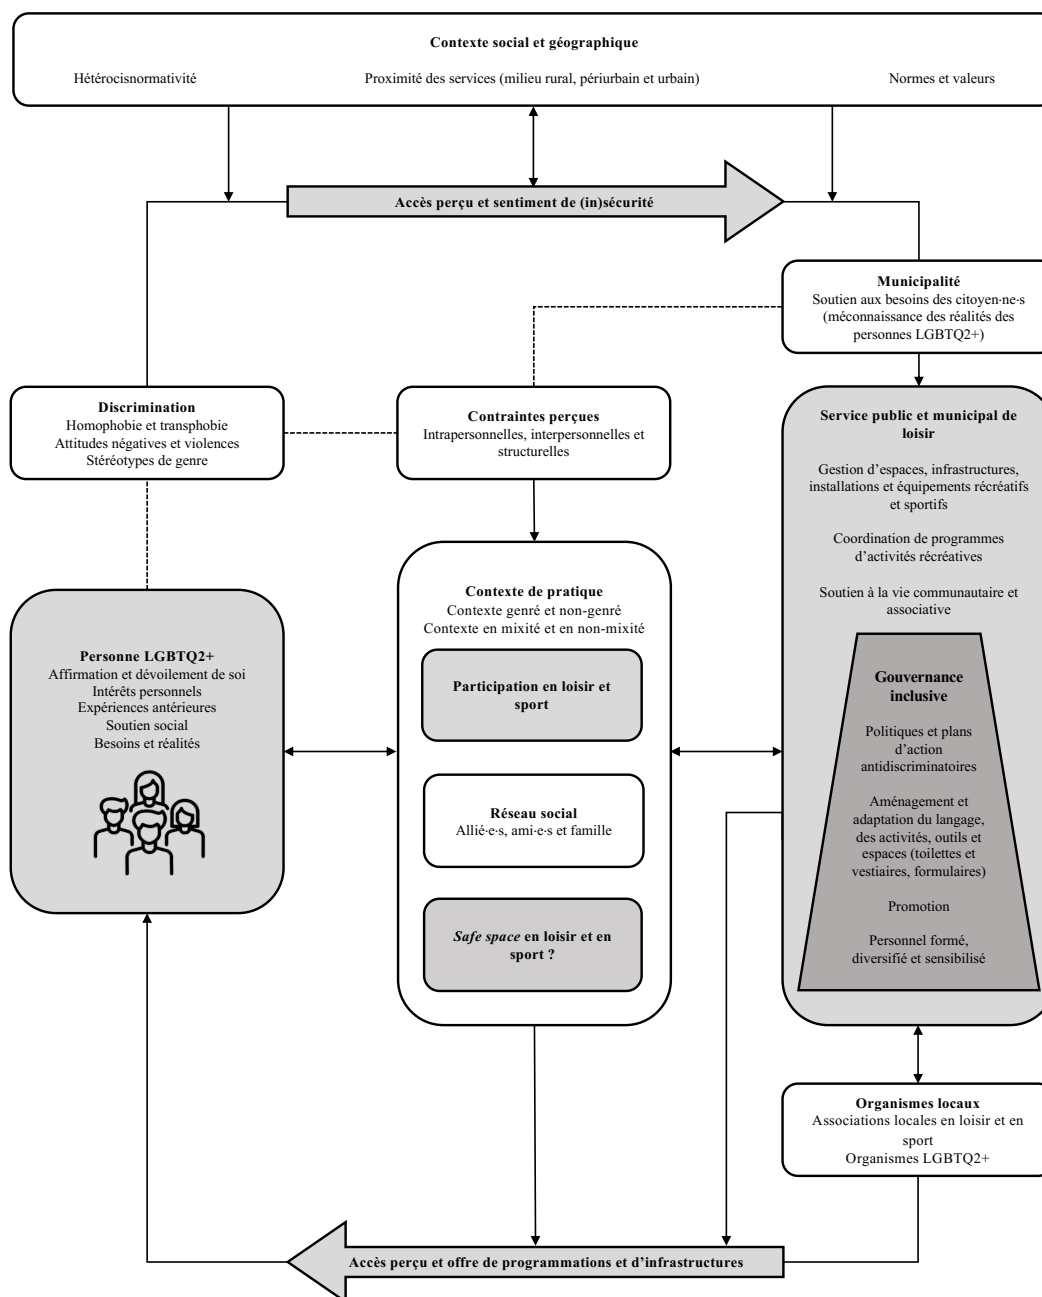 Contexte social et géographique
Hétérocisnormativité
Proximité des services (milieu rural, périurbain et urbain)
Normes et valeurs
Accès perçu et sentiment de (in)sécurité
Municipalité
Soutien aux besoins des citoyen·ne·s
(méconnaissance des réalités des
personnes LGBTQ2+)
Discrimination
Homophobie et transphobie
Attitudes négatives et violences
Stéréotypes de genre
Contraintes perçues
Intrapersonnelles, interpersonnelles et
structurelles
Service public et municipal de
loisir
Gestion d’espaces, infrastructures,
installations et équipements récréatifs
et sportifs
Coordination de programmes
d’activités récréatives
Soutien à la vie communautaire et
associative
Gouvernance
inclusive
Politiques et plans
d’action
antidiscriminatoires
Aménagement et
adaptation du langage,
des activités, outils et
espaces (toilettes et
vestiaires, formulaires)
Promotion
Personnel formé,
diversifié et sensibilisé
Contexte de pratique
Contexte genré et non-genré
Contexte en mixité et en non-mixité
Participation en loisir et
sport
Réseau social
Allié·e·s, ami·e·s et famille
Safe space en loisir et en
sport ?
Personne LGBTQ2+
Affirmation et dévoilement de soi
Intérêts personnels
Expériences antérieures
Soutien social
Besoins et réalités
Organismes locaux
Associations locales en loisir et en
sport
Organismes LGBTQ2+
Accès perçu et offre de programmations et d’infrastructures